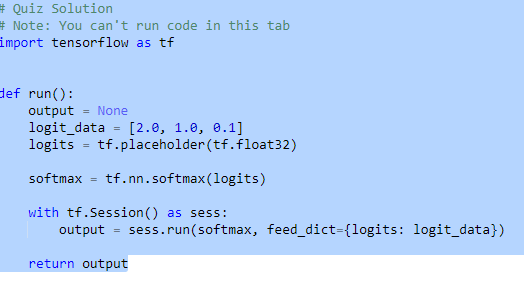 # Quiz Solution
# Note: You can't run code in this tab
import tensorflow as tf
def run():
    output = None
    logit_data = [2.0, 1.0, 0.1]
    logits = tf.placeholder(tf.float32)
    softmax = tf.nn.softmax(logits)
    with tf.Session() as sess:
        output = sess.run(softmax, feed_dict={logits: logit_data})
    return output